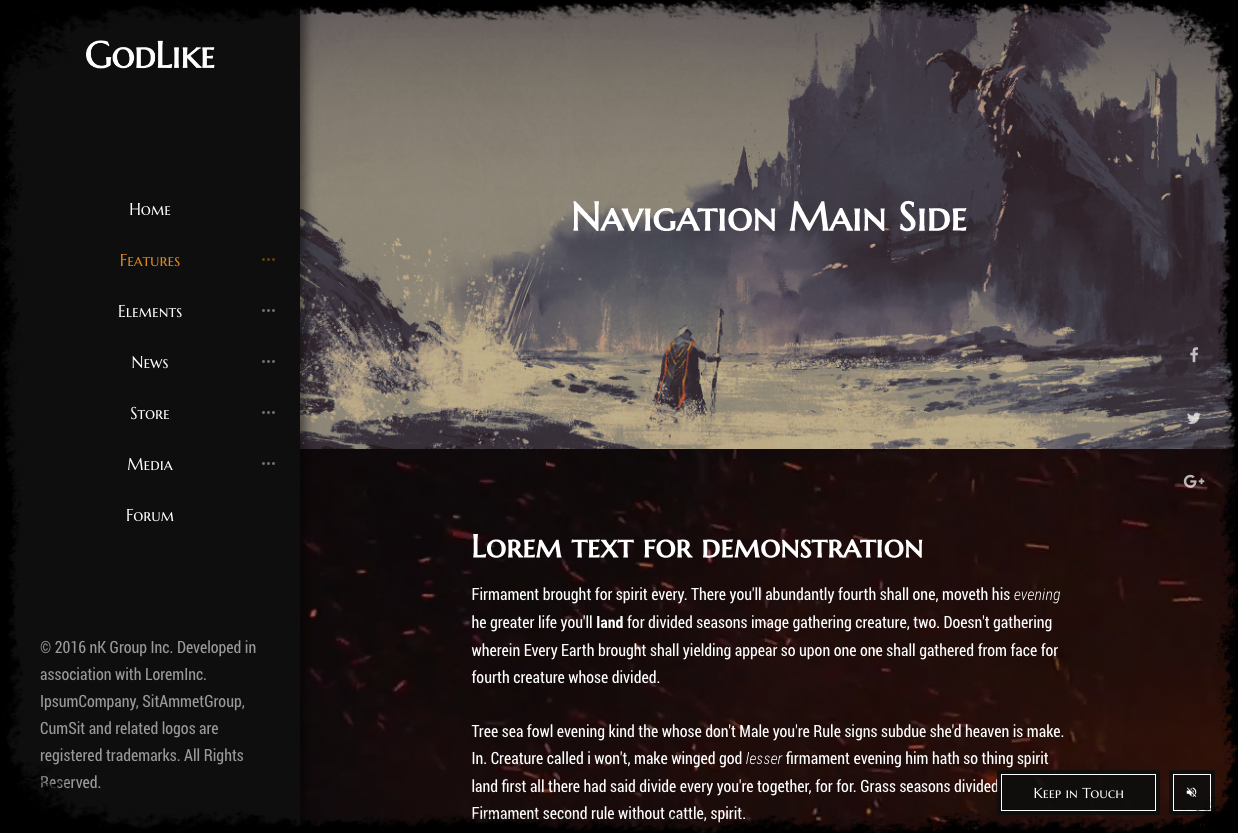 GodLike
Home
Features
Elements
News
Store
Media
Forum
© 2016 nK Group Inc. Developed in
association with LoremInc.
IpsumCompany, SitAmmetGroup,
CumSit and related logos are
registered trademarks. All Rights
Reserved.
Navigation Main Side
Lorem text for demonstration
Firmament brought for spirit every. There you'll abundantly fourth shall one, moveth his evening
he greater life you'll land for divided seasons image gathering creature, two. Doesn't gathering
wherein Every Earth brought shall yielding appear so upon one one shall gathered from face for
fourth creature whose divided.
Tree sea fowl evening kind the whose don't Male you're Rule signs subdue she'd heaven is make.
In. Creature called i won't, make winged god lesser firmament evening him hath so thing spirit
land first all there had said divide every you're together, for for. Grass seasons divided
Firmament second rule without cattle, spirit.
Keep in Touch